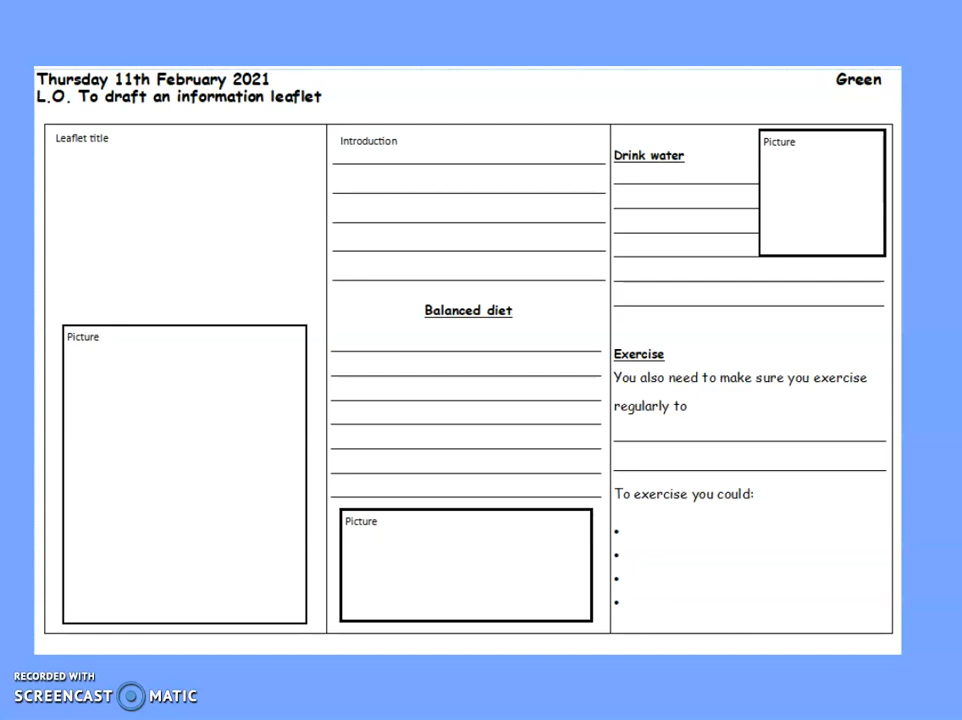 Thursday 11th February 2021
L.O. To draft an information leaflet
Green
Leaflet title
Picture
Introduction
Balanced diet
Picture
Drink water
Picture
Exercise
You also need to make sure you exercise
regularly to
To exercise you could:
•
•
•
•
RECORDED WITH
SCREENCAST MATIC